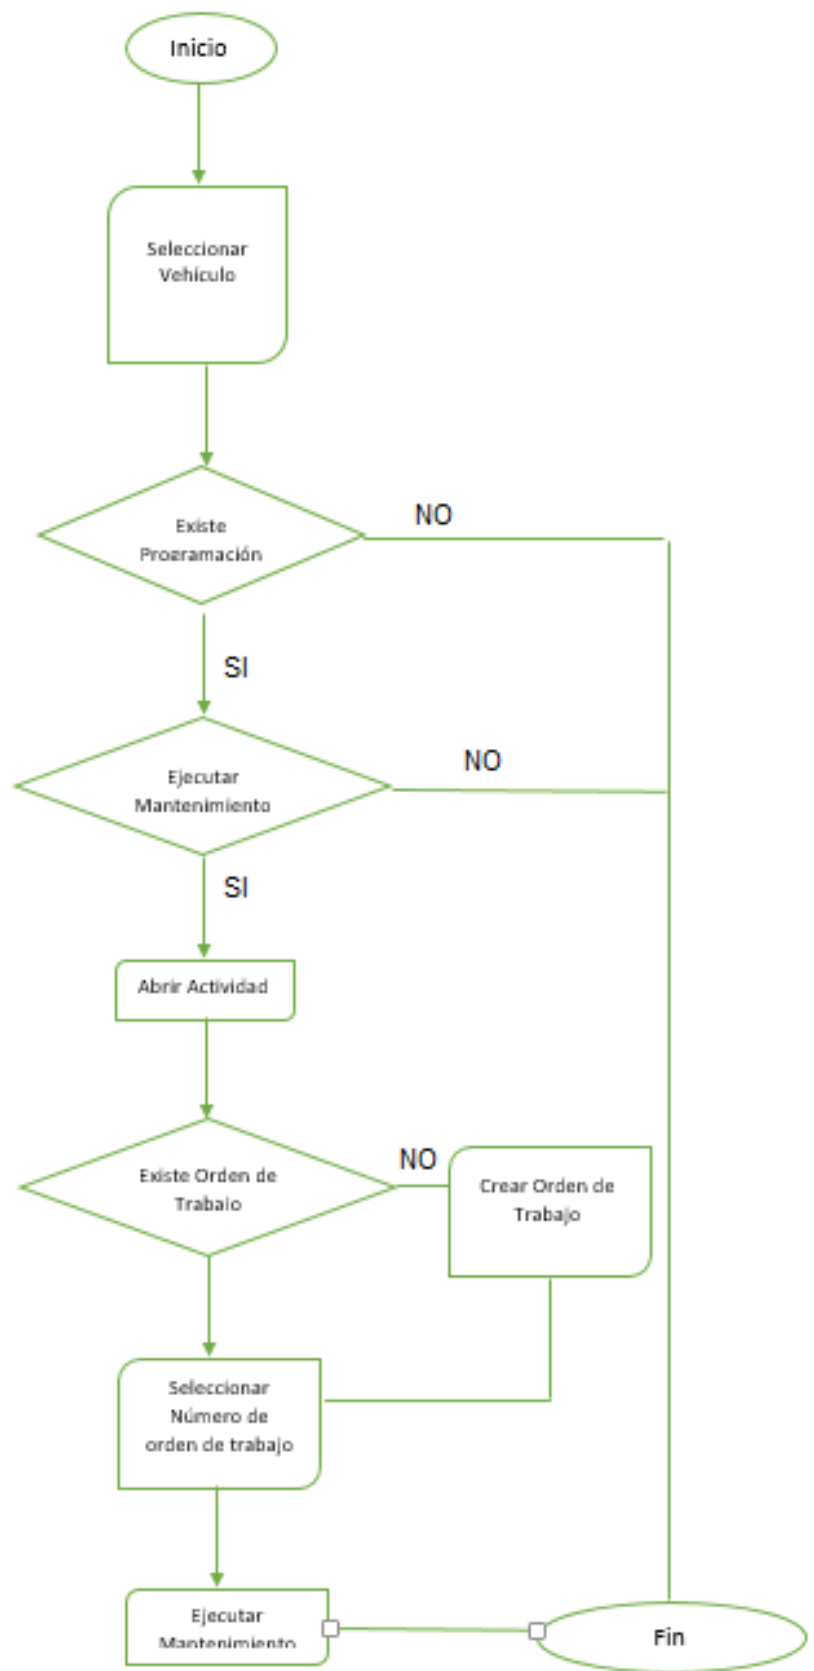 Inicio
Seleccionar
Vehículo
Existe
Programación
NO
SI
Ejecutar
Mantenimiento
NO
SI
Abrir Actividad
Existe Orden de
Trabajo
NO
Crear Orden de
Trabajo
Seleccionar
Número de
orden de trabajo
Ejecutar
Mantenimiento
Fin